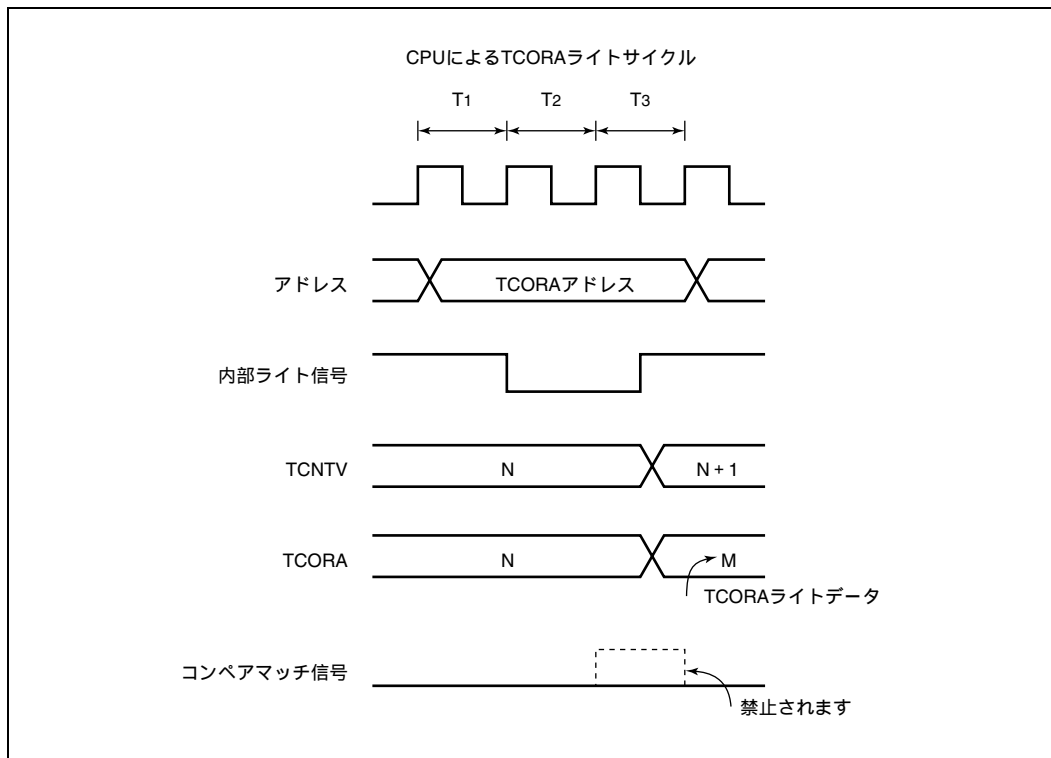 CPUによるTCORAライトサイクル
T1 T2 T3
アドレス TCORAアドレス
内部ライト信号
TCNTV N N + 1
TCORA N M
TCORAライトデータ
コンペアマッチ信号
禁止されます